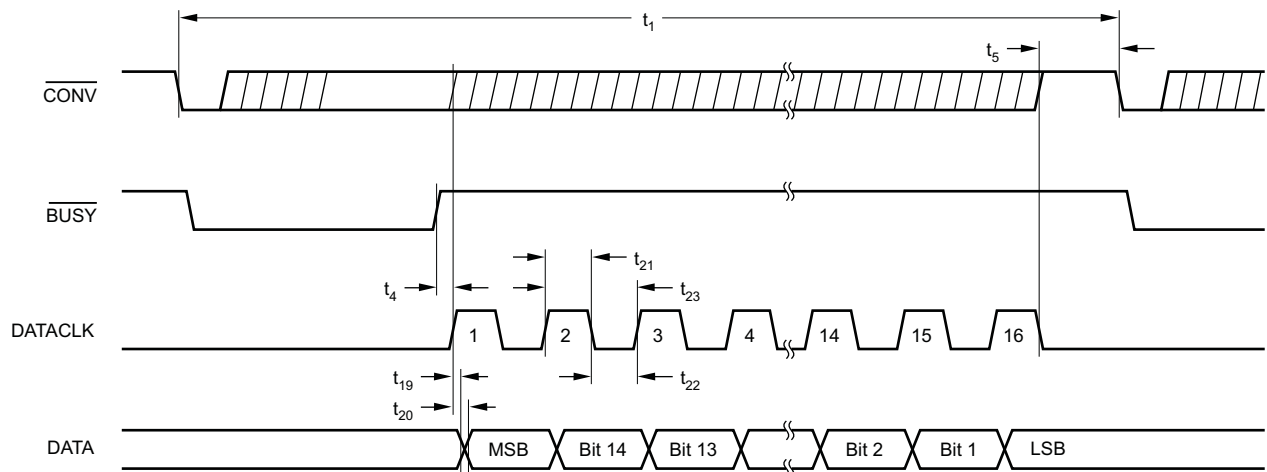 t1
t5
CONV
BUSY
t21
t4
t23
DATACLK
1 2 3 4 14 15 16
t19
t22
t20
DATA
MSB Bit 14 Bit 13 Bit 2 Bit 1 LSB